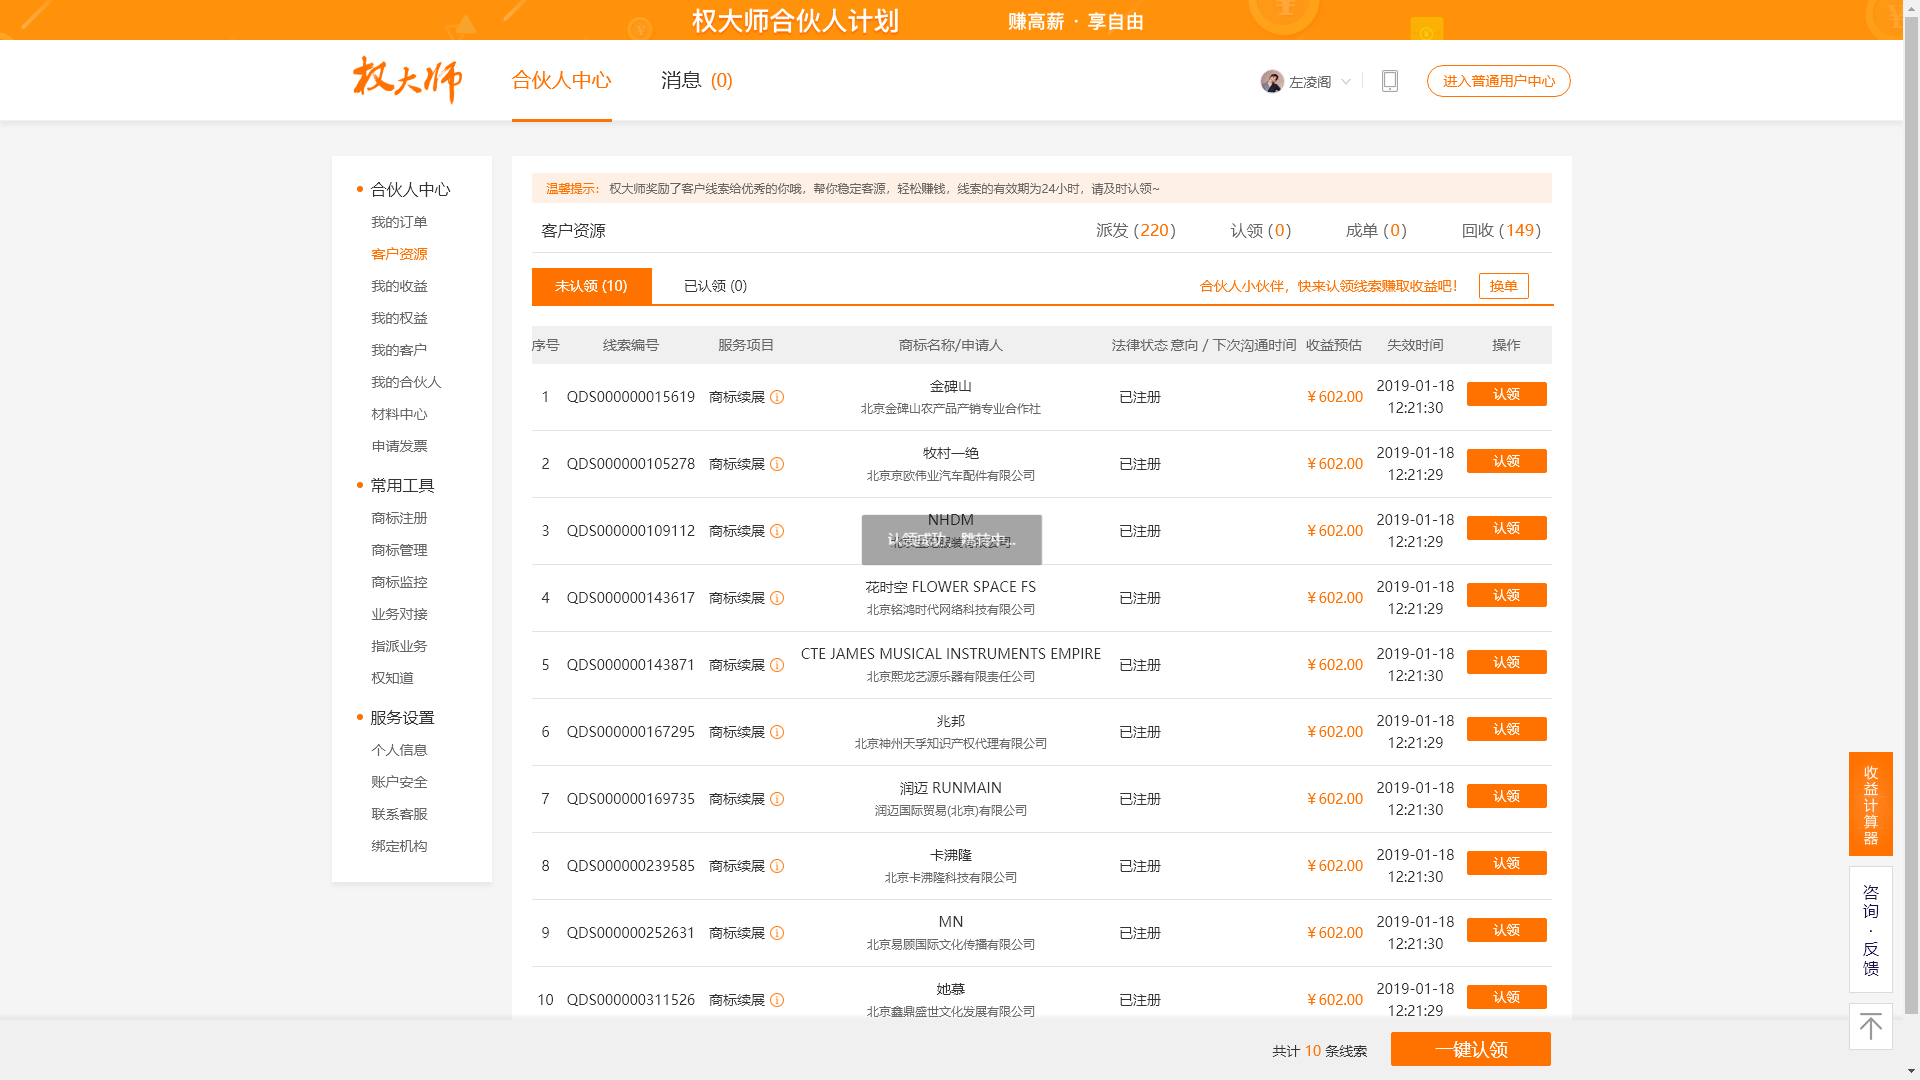 权大师合伙人计划 赚高薪 · 享自由
权大师 合伙人中心 消息 (0) 左凌阁 进入普通用户中心
合伙人中心
我的订单
客户资源
我的收益
我的权益
我的客户
我的合伙人
材料中心
申请发票
常用工具
商标注册
商标管理
商标监控
业务对接
指派业务
权知道
服务设置
个人信息
账户安全
联系客服
绑定机构
温馨提示： 权大师奖励了客户线索给优秀的你哦，帮你稳定客源，轻松赚钱，线索的有效期为24小时，请及时认领~
客户资源 派发 (220) 认领 (0) 成单 (0) 回收 (149)
未认领 (10) 已认领 (0) 合伙人小伙伴，快来认领线索赚取收益吧！ 换单
序号 线索编号 服务项目 商标名称/申请人 法律状态 意向 / 下次沟通时间 收益预估 失效时间 操作
1 QDS000000015619 商标续展 金碑山 北京金碑山农产品产销专业合作社 已注册 ¥602.00 2019-01-18 12:21:30 认领
2 QDS000000105278 商标续展 牧村一绝 北京京欧伟业汽车配件有限公司 已注册 ¥602.00 2019-01-18 12:21:29 认领
3 QDS000000109112 商标续展 NHDM 已注册 ¥602.00 2019-01-18 12:21:29 认领
认领成功，跳转中...
4 QDS000000143617 商标续展 花时空 FLOWER SPACE FS 北京铭鸿时代网络科技有限公司 已注册 ¥602.00 2019-01-18 12:21:29 认领
5 QDS000000143871 商标续展 CTE JAMES MUSICAL INSTRUMENTS EMPIRE 北京熙龙艺源乐器有限责任公司 已注册 ¥602.00 2019-01-18 12:21:30 认领
6 QDS000000167295 商标续展 兆邦 北京神州天孚知识产权代理有限公司 已注册 ¥602.00 2019-01-18 12:21:29 认领
7 QDS000000169735 商标续展 润迈 RUNMAIN 润迈国际贸易(北京)有限公司 已注册 ¥602.00 2019-01-18 12:21:30 认领
8 QDS000000239585 商标续展 卡沸隆 北京卡沸隆科技有限公司 已注册 ¥602.00 2019-01-18 12:21:30 认领
9 QDS000000252631 商标续展 MN 北京易顾国际文化传播有限公司 已注册 ¥602.00 2019-01-18 12:21:30 认领
10 QDS000000311526 商标续展 她慕 北京鑫鼎盛世文化发展有限公司 已注册 ¥602.00 2019-01-18 12:21:29 认领
共计 10 条线索 一键认领
收益计算器
咨询·反馈